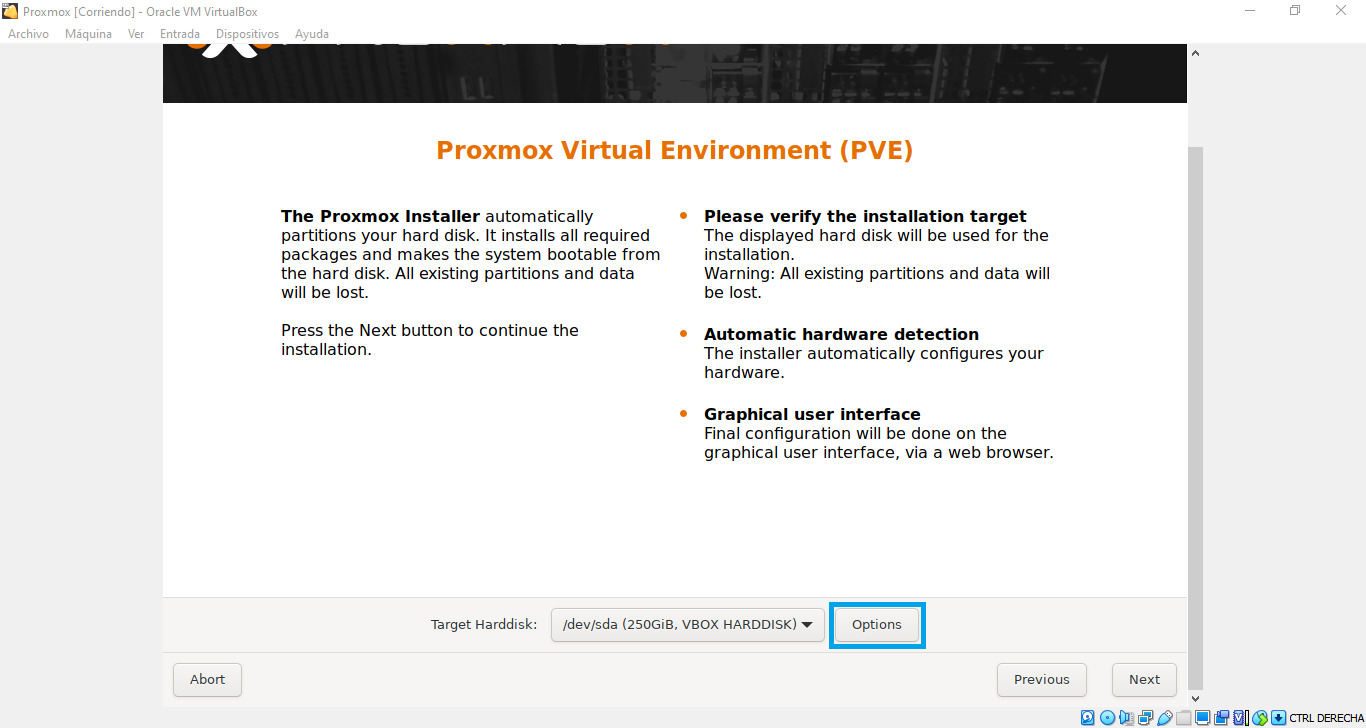 Proxmox [Corriendo] - Oracle VM VirtualBox
Archivo Máquina Ver Entrada Dispositivos Ayuda
Proxmox Virtual Environment (PVE)
The Proxmox Installer automatically
partitions your hard disk. It installs all required
packages and makes the system bootable from
the hard disk. All existing partitions and data
will be lost.
Press the Next button to continue the
installation.
Please verify the installation target
The displayed hard disk will be used for the
installation.
Warning: All existing partitions and data will
be lost.
Automatic hardware detection
The installer automatically configures your
hardware.
Graphical user interface
Final configuration will be done on the
graphical user interface, via a web browser.
Target Harddisk: /dev/sda (250GiB, VBOX HARDDISK) Options
Abort Previous Next
CTRL DERECHA